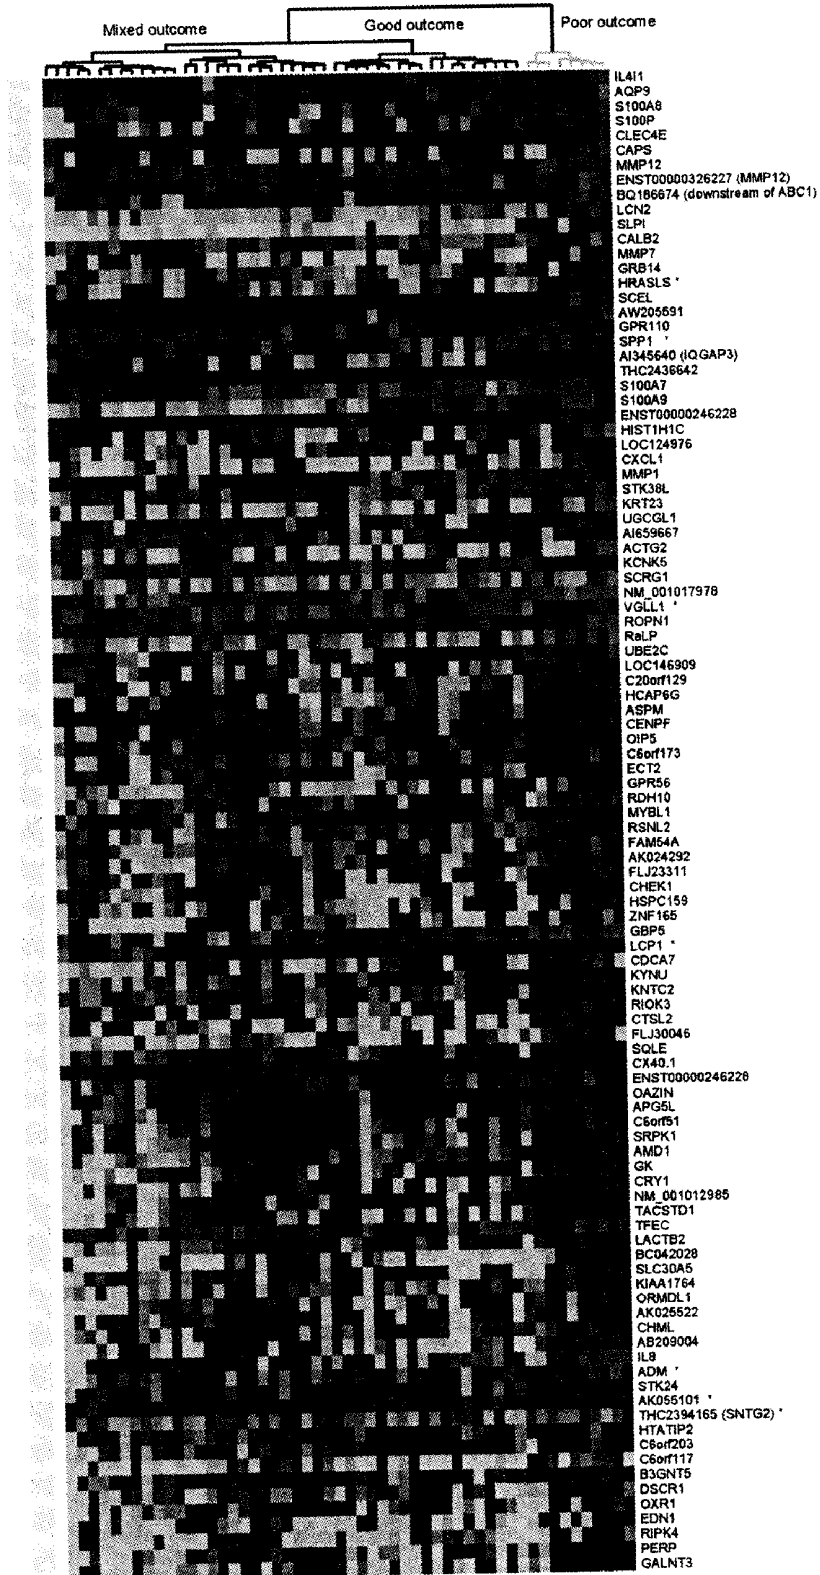 Mixed outcome
Good outcome
Poor outcome
IL4I1
AQP9
S100A8
S100P
CLEC4E
CAPS
MMP12
ENST00000326227 (MMP12)
BQ186674 (downstream of ABC1)
LCN2
SLPI
CALB2
MMP7
GRB14
HRASLS *
SCEL
AW205591
GPR110
SPP1 *
AI345640 (IQGAP3)
THC2436642
S100A7
S100A9
ENST00000246228
HIST1H1C
LOC124976
CXCL1
MMP1
STK38L
KRT23
UGCGL1
AI659667
ACTG2
KCNK5
SCRG1
NM_001017978
VGLL1 *
ROPN1
RaLP
UBE2C
LOC146909
C20orf129
HCAP6G
ASPM
CENPF
OIP5
C6orf173
ECT2
GPR56
RDH10
MYBL1
RSNL2
FAM54A
AK024292
FLJ23311
CHEK1
HSPC159
ZNF165
GBP5
LCP1 *
CDCA7
KYNU
KNTC2
RIOK3
CTSL2
FLJ30046
SQLE
CX40.1
ENST00000246228
OAZIN
APG5L
C6orf51
SRPK1
AMD1
GK
CRY1
NM_001012985
TACSTD1
TFEC
LACTB2
BC042028
SLC30A5
KIAA1764
ORMDL1
AK025522
CHML
AB209004
IL8
ADM *
STK24
AK055101 *
THC2394165 (SNTG2) *
HTATIP2
C6orf203
C6orf117
B3GNT5
DSCR1
OXR1
EDN1
RIPK4
PERP
GALNT3